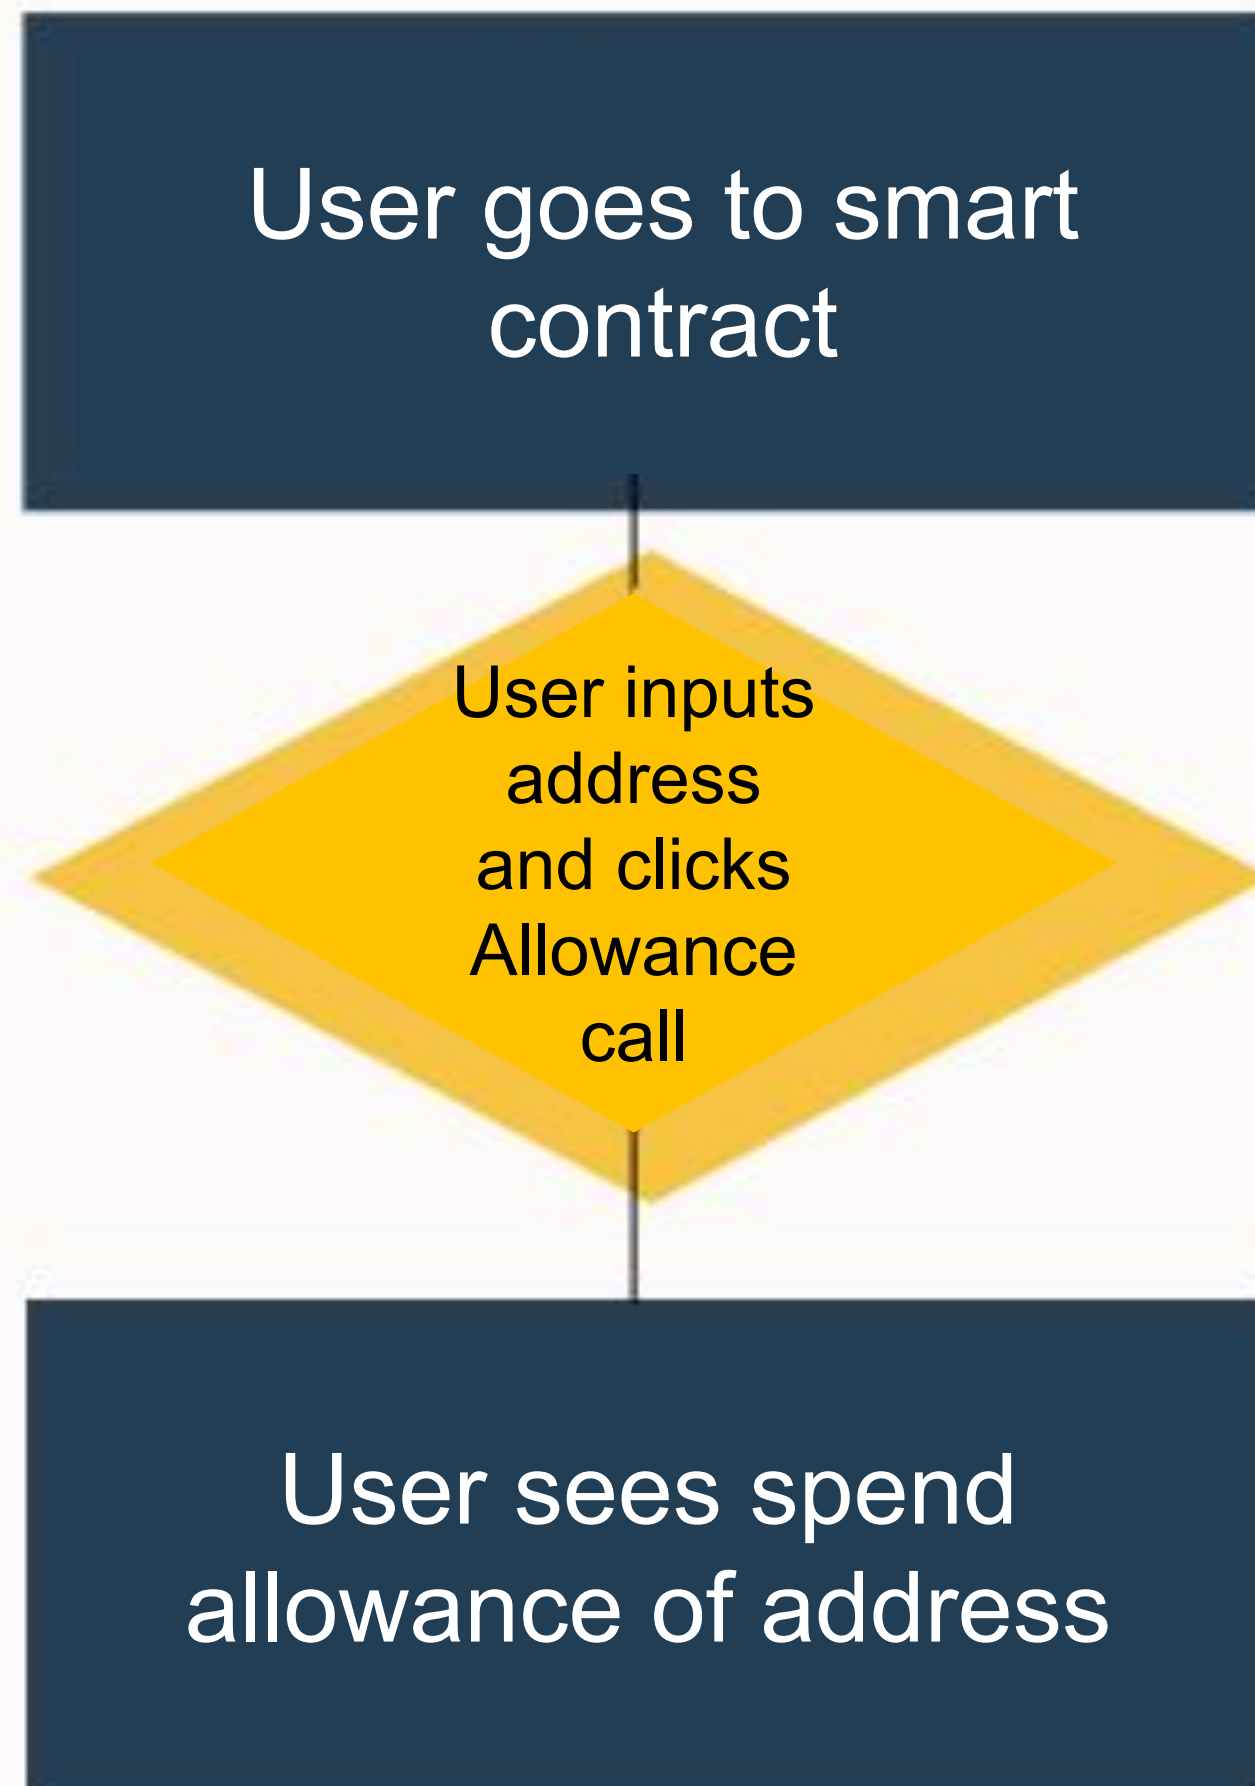 User goes to smart
contract
User inputs
address
and clicks
Allowance
call
User sees spend
allowance of address